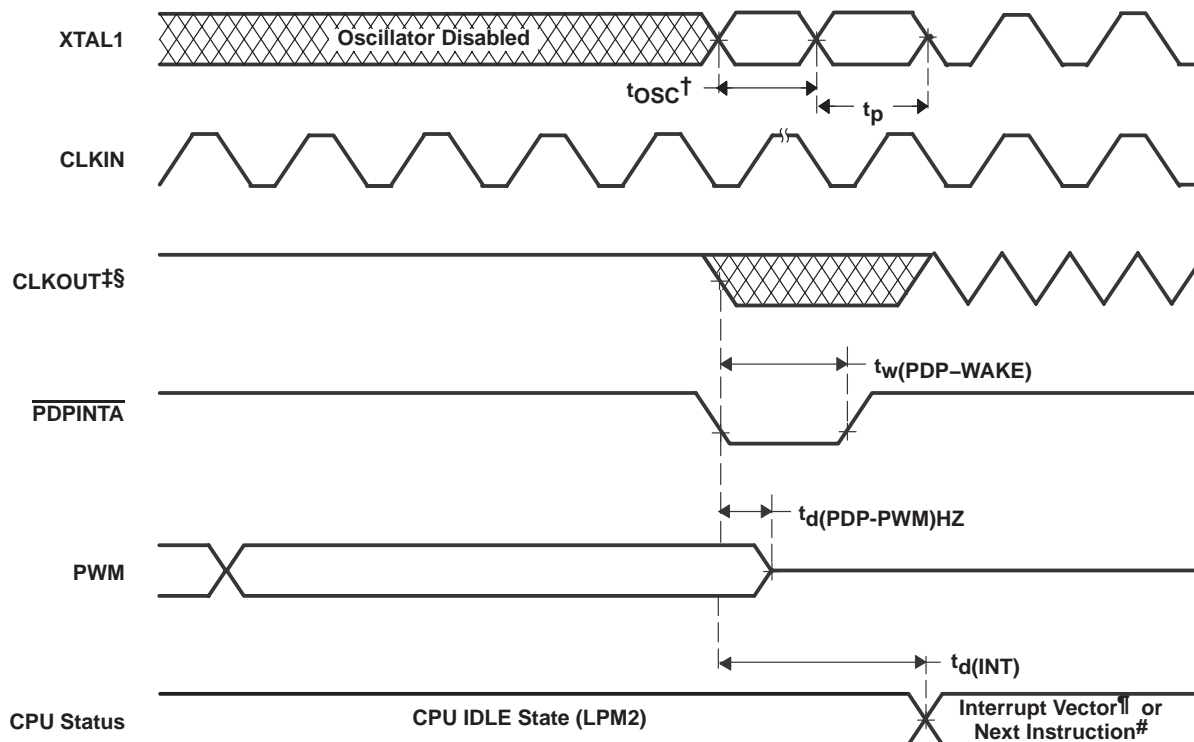 XTAL1
Oscillator Disabled
tOSC†
tp
CLKIN
CLKOUT‡§
tw(PDP–WAKE)
PDPINTA
td(PDP-PWM)HZ
PWM
td(INT)
CPU Status
CPU IDLE State (LPM2)
Interrupt Vector¶ or
Next Instruction#